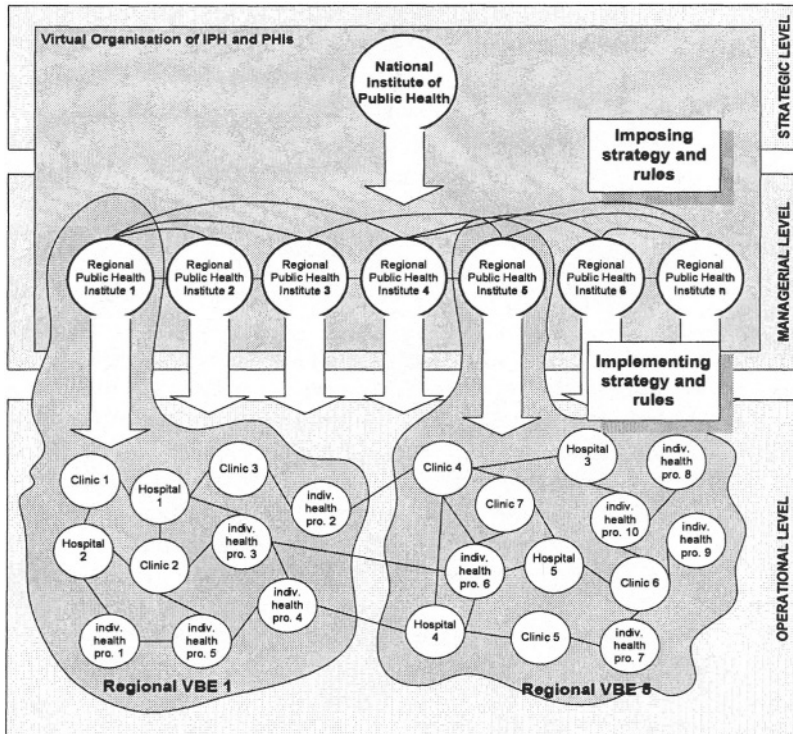 Virtual Organisation of IPH and PHIs
National
Institute of
Public Health
STRATEGIC LEVEL
Imposing
strategy and
rules
Regional
Public Health
Institute 1
Regional
Public Health
Institute 2
Regional
Public Health
Institute 3
Regional
Public Health
Institute 4
Regional
Public Health
Institute 5
Regional
Public Health
Institute 6
Regional
Public Health
Institute n
MANAGERIAL LEVEL
Implementing
strategy and
rules
Clinic 1
Hospital
1
Clinic 3
indiv.
health
pro. 2
Hospital
2
Clinic 2
indiv.
health
pro. 3
indiv.
health
pro. 4
indiv.
health
pro. 1
indiv.
health
pro. 5
Regional VBE 1
Clinic 4
Hospital
3
indiv.
health
pro. 8
Clinic 7
indiv.
health
pro. 10
indiv.
health
pro. 9
indiv.
health
pro. 6
Hospital
5
Clinic 6
Hospital
4
Clinic 5
indiv.
health
pro. 7
Regional VBE 5
OPERATIONAL LEVEL